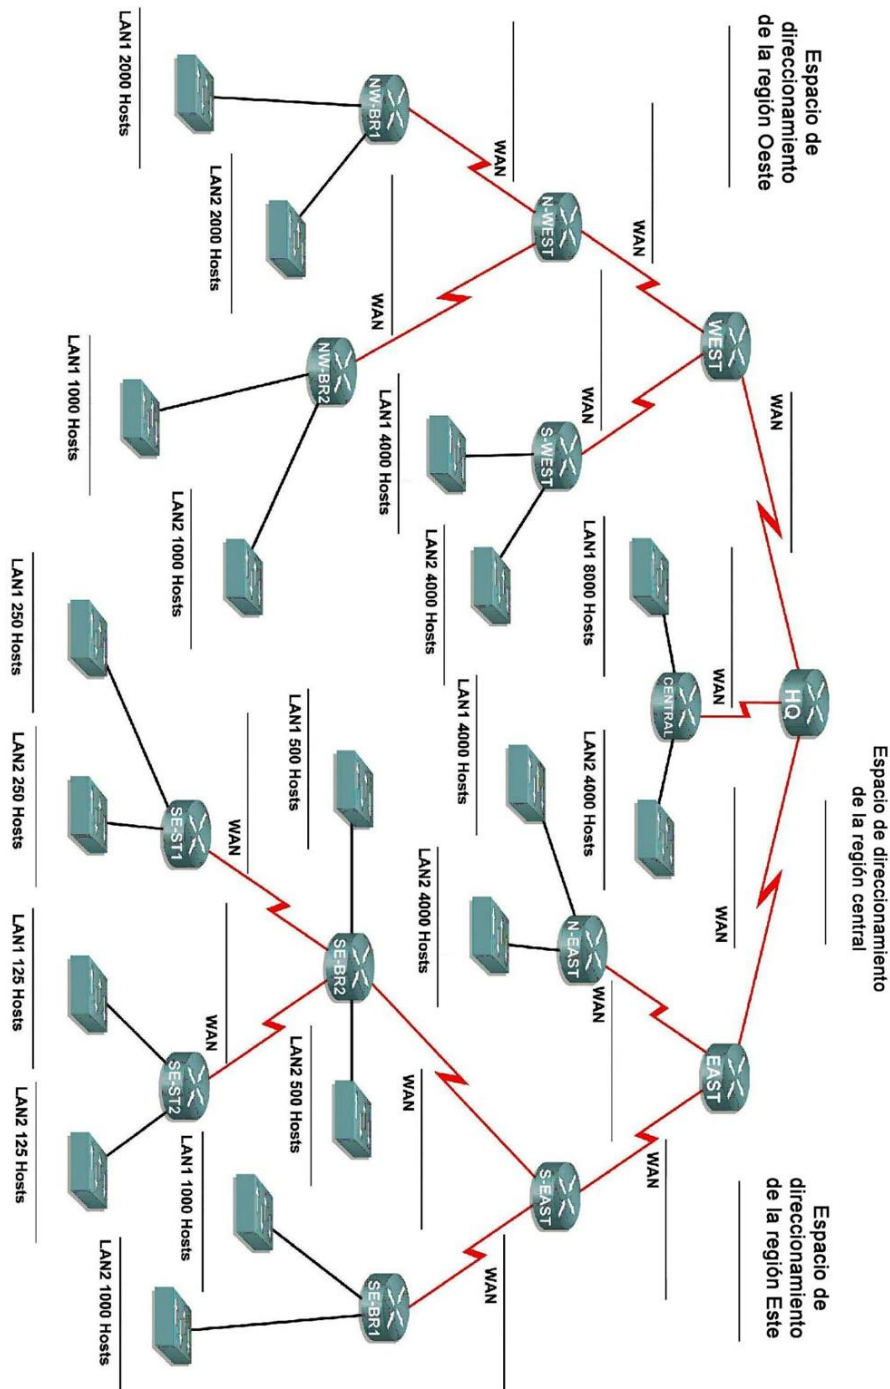 Espacio de direccionamiento
de la región central
Espacio de
direccionamiento
de la región Oeste
Espacio de
direccionamiento
de la región Este
HQ
WAN
WAN
WAN
WEST
EAST
CENTRAL
WAN
WAN
WAN
WAN
LAN1 8000 Hosts
LAN2 4000 Hosts
N-WEST
S-WEST
N-EAST
S-EAST
WAN
WAN
WAN
WAN
LAN1 4000 Hosts
LAN2 4000 Hosts
LAN1 4000 Hosts
LAN2 4000 Hosts
NW-BR1
NW-BR2
SE-BR2
SE-BR1
LAN1 2000 Hosts
LAN2 2000 Hosts
LAN1 1000 Hosts
LAN2 1000 Hosts
LAN1 500 Hosts
LAN2 500 Hosts
WAN
WAN
SE-ST1
SE-ST2
LAN1 1000 Hosts
LAN2 1000 Hosts
LAN1 250 Hosts
LAN2 250 Hosts
LAN1 125 Hosts
LAN2 125 Hosts